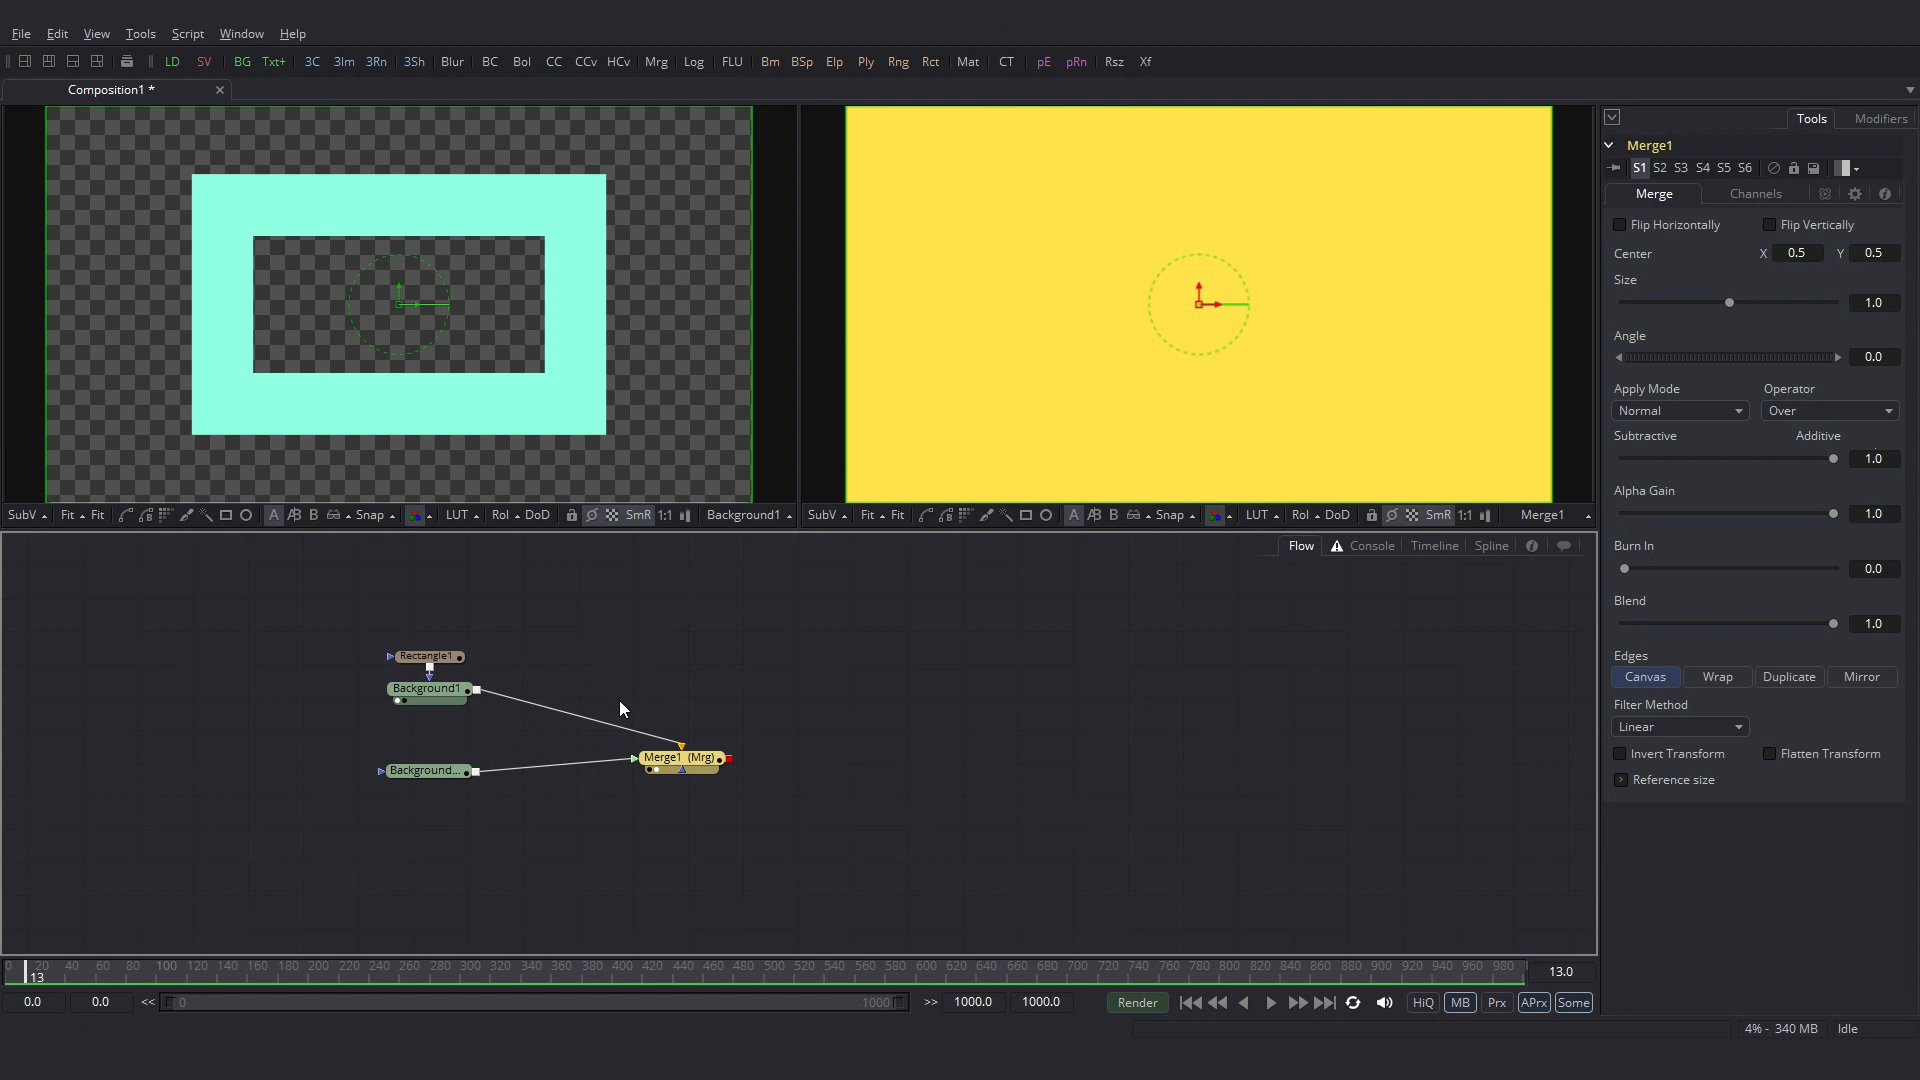 File Edit View Tools Script Window Help
LD SV BG Txt+ 3C 3Im 3Rn 3Sh Blur BC Bol CC CCv HCv Mrg Log FLU Bm BSp Elp Ply Rng Rct Mat CT pE pRn Rsz Xf
Composition1 *
Tools Modifiers
Merge1
S1 S2 S3 S4 S5 S6
Merge Channels
Flip Horizontally Flip Vertically
Center X 0.5 Y 0.5
Size
1.0
Angle
0.0
Apply Mode Operator
Normal Over
Subtractive Additive
1.0
Alpha Gain
1.0
Burn In
0.0
Blend
1.0
Edges
Canvas Wrap Duplicate Mirror
Filter Method
Linear
Invert Transform Flatten Transform
Reference size
SubV Fit Fit A B Snap LUT RoI DoD SmR 1:1 Background1
SubV Fit Fit A B Snap LUT RoI DoD SmR 1:1 Merge1
Flow Console Timeline Spline
Rectangle1
Background1
Merge1 (Mrg)
Background...
0 20 40 60 80 100 120 140 160 180 200 220 240 260 280 300 320 340 360 380 400 420 440 460 480 500 520 540 560 580 600 620 640 660 680 700 720 740 760 780 800 820 840 860 880 900 920 940 960 980
13
13.0
0.0 0.0 << 0 1000 >> 1000.0 1000.0 Render HiQ MB Prx APrx Some
4% - 340 MB Idle